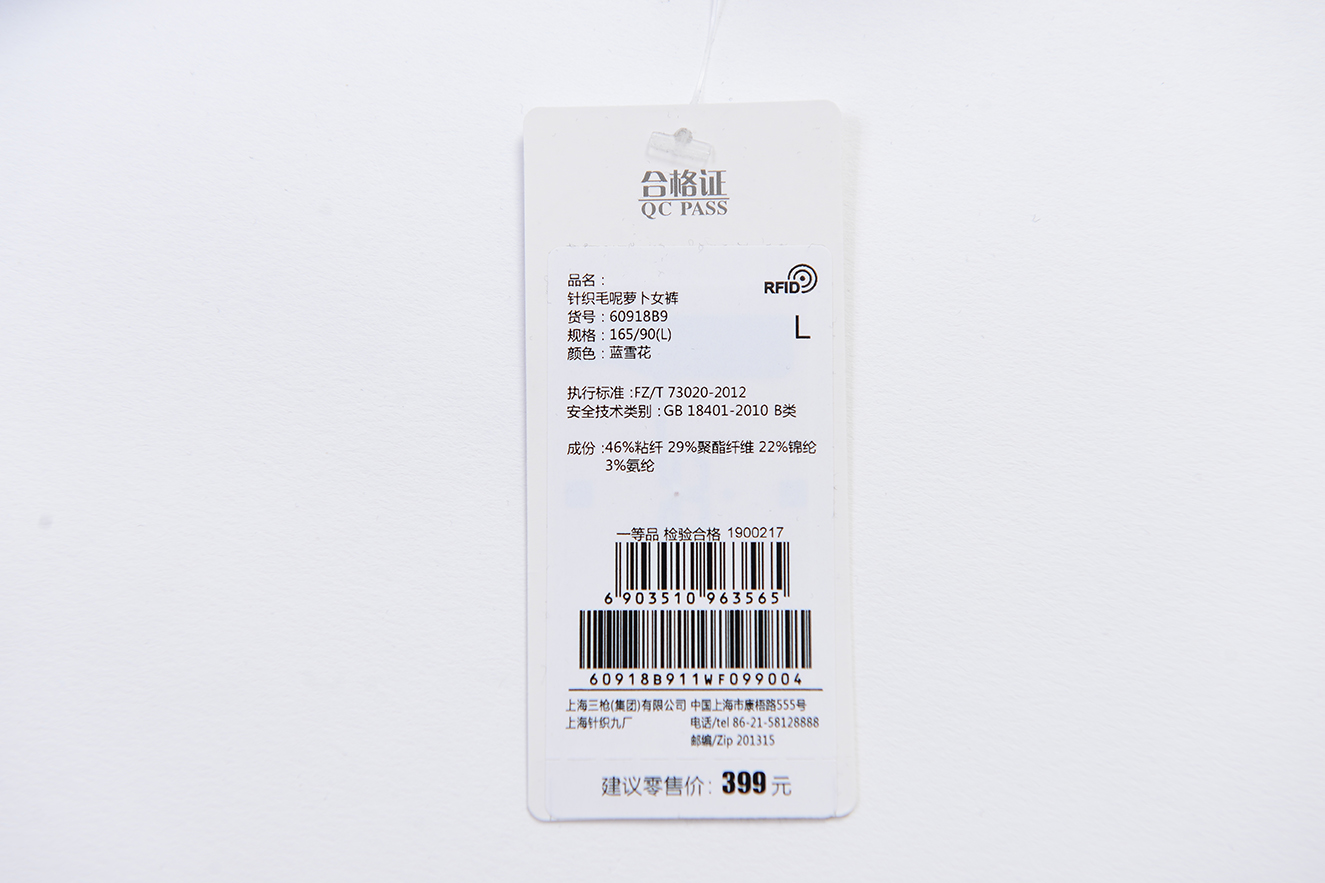 合格证
QC PASS
品名：
针织毛呢萝卜女裤
货号：60918B9
规格：165/90(L)
颜色：蓝雪花
RFID
L
执行标准：FZ/T 73020-2012
安全技术类别：GB 18401-2010 B类
成份：46%粘纤 29%聚酯纤维 22%锦纶
3%氨纶
一等品 检验合格 1900217
6 903510 963565
60918B911WF099004
上海三枪(集团)有限公司 中国上海市康梧路555号
上海针织九厂 电话/tel 86-21-58128888
邮编/Zip 201315
建议零售价：399元